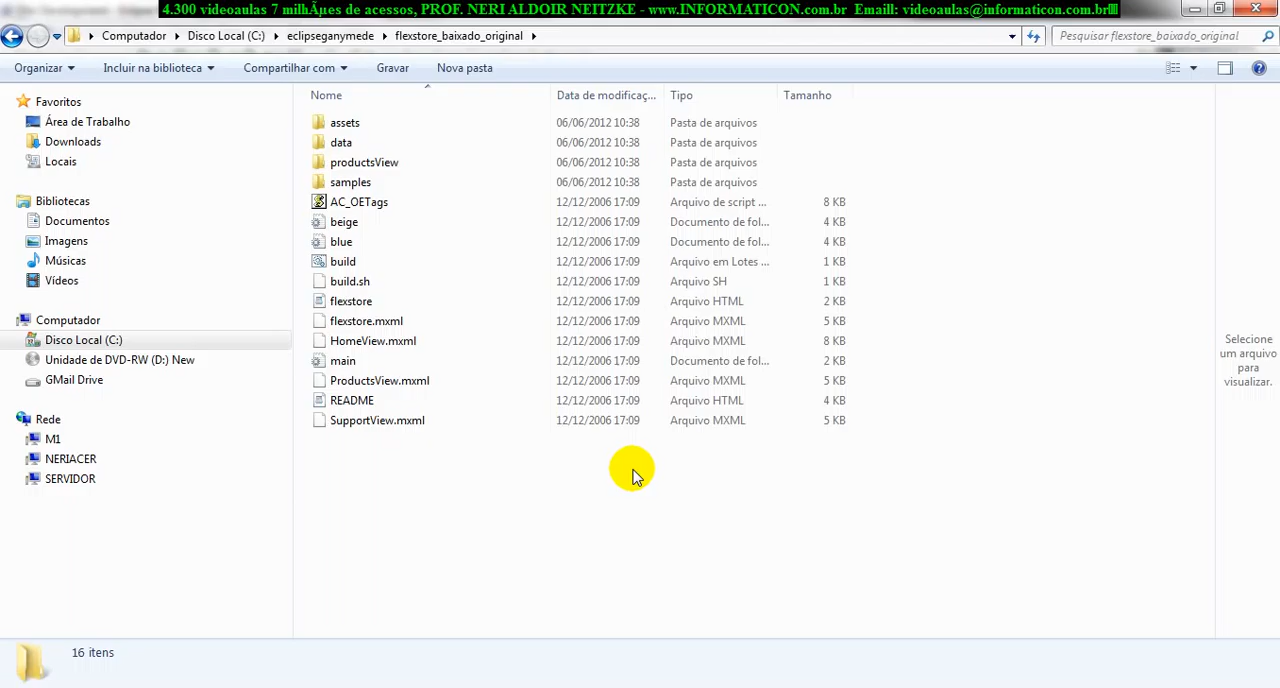 4.300 videoaulas 7 milhÃµes de acessos, PROF. NERI ALDOIR NEITZKE - www.INFORMATICON.com.br Emaill: videoaulas@informaticon.com.br
Computador Disco Local (C:) eclipseganynnede flexstore_baixado_original Pesquisar flexstore_baixado_original
Organizar Incluir na biblioteca Compartilhar com Gravar Nova pasta
Favoritos
Área de Trabalho
Downloads
Locais
Bibliotecas
Documentos
Imagens
Músicas
Vídeos
Computador
Disco Local (C:)
Unidade de DVD-RW (D:) New
GMail Drive
Rede
M1
NERIACER
SERVIDOR
Nome Data de modificaç... Tipo Tamanho
assets 06/06/2012 10:38 Pasta de arquivos
data 06/06/2012 10:38 Pasta de arquivos
productsView 06/06/2012 10:38 Pasta de arquivos
samples 06/06/2012 10:38 Pasta de arquivos
AC_OETags 12/12/2006 17:09 Arquivo de script ... 8 KB
beige 12/12/2006 17:09 Documento de fol... 4 KB
blue 12/12/2006 17:09 Documento de fol... 4 KB
build 12/12/2006 17:09 Arquivo em Lotes ... 1 KB
build.sh 12/12/2006 17:09 Arquivo SH 1 KB
flexstore 12/12/2006 17:09 Arquivo HTML 2 KB
flexstore.mxml 12/12/2006 17:09 Arquivo MXML 5 KB
HomeView.mxml 12/12/2006 17:09 Arquivo MXML 8 KB
main 12/12/2006 17:09 Documento de fol... 2 KB
ProductsView.mxml 12/12/2006 17:09 Arquivo MXML 5 KB
README 12/12/2006 17:09 Arquivo HTML 4 KB
SupportView.mxml 12/12/2006 17:09 Arquivo MXML 5 KB
Selecione
um arquivo
para
visualizar.
16 itens